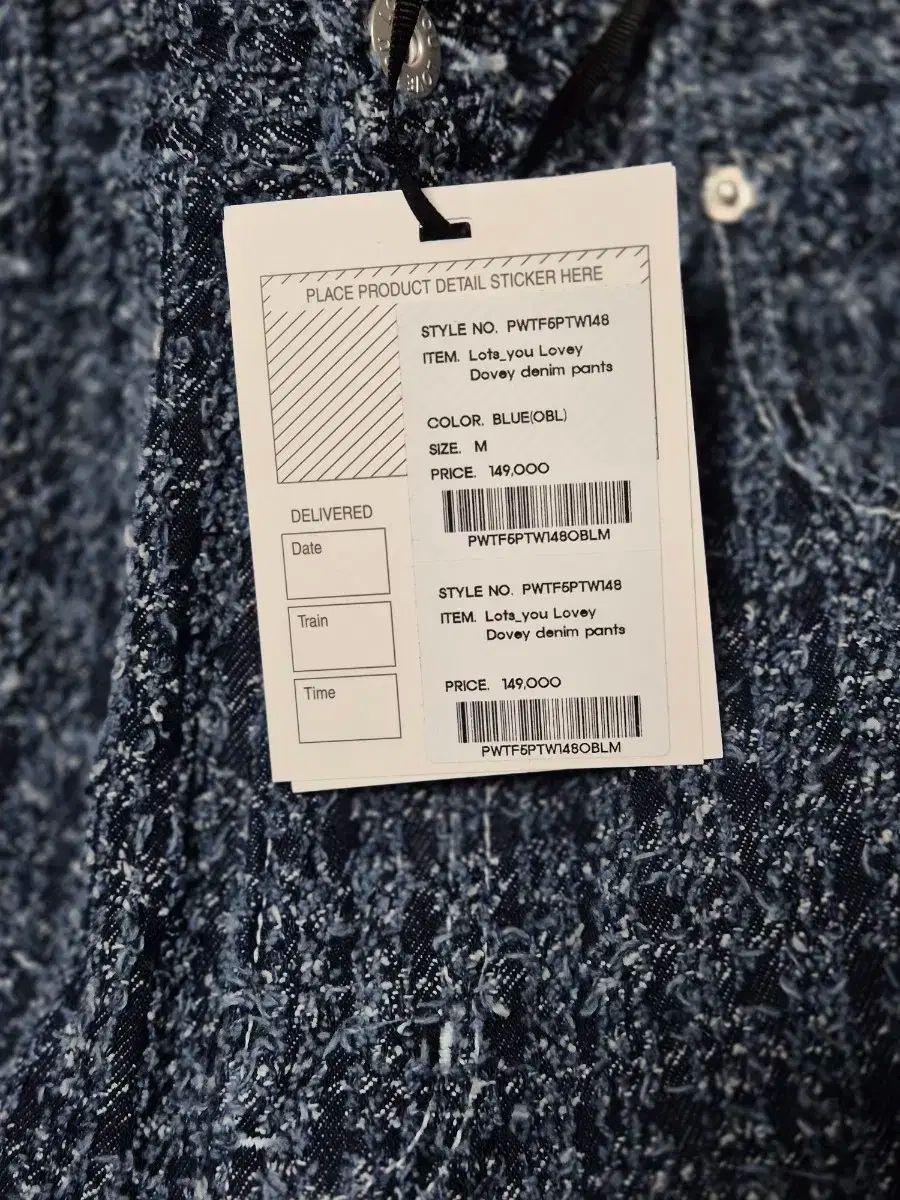 PLACE PRODUCT DETAIL STICKER HERE
STYLE NO. PWTF5PTW148
ITEM. Lots_you Lovey
Dovey denim pants
COLOR. BLUE(OBL)
SIZE. M
PRICE. 149,000
PWTF5PTW148OBLM
DELIVERED
Date
Train
Time
STYLE NO. PWTF5PTW148
ITEM. Lots_you Lovey
Dovey denim pants
PRICE. 149,000
PWTF5PTW148OBLM